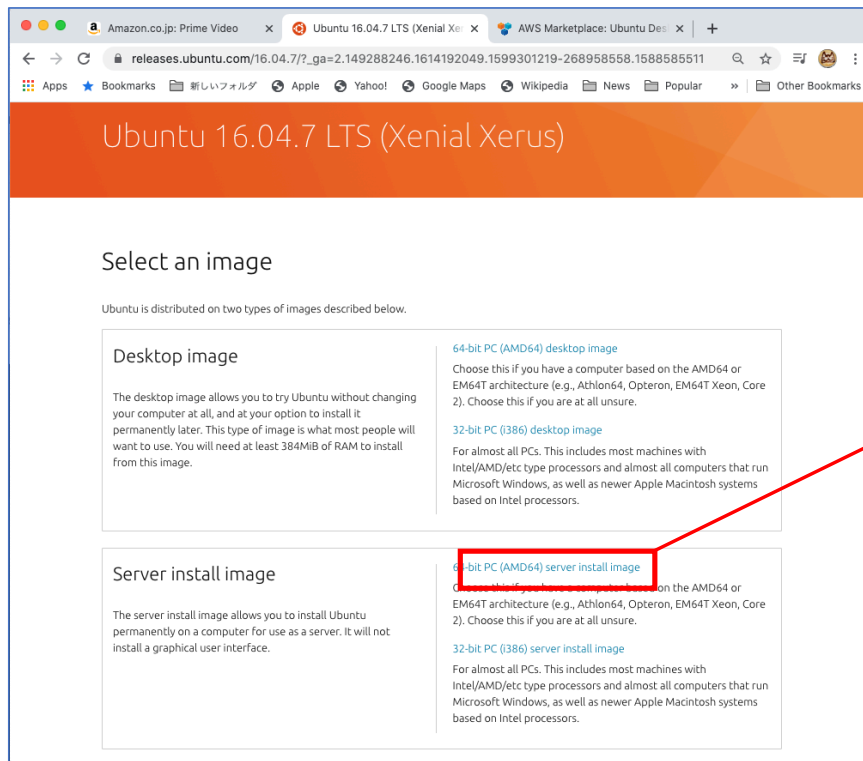 Amazon.co.jp: Prime Video
Ubuntu 16.04.7 LTS (Xenial Xer
AWS Marketplace: Ubuntu Des
releases.ubuntu.com/16.04.7/?_ga=2.149288246.1614192049.1599301219-268958558.1588585511
Apps Bookmarks 新しいフォルダ Apple Yahoo! Google Maps Wikipedia News Popular » Other Bookmarks
Ubuntu 16.04.7 LTS (Xenial Xerus)
Select an image
Ubuntu is distributed on two types of images described below.
Desktop image
The desktop image allows you to try Ubuntu without changing
your computer at all, and at your option to install it
permanently later. This type of image is what most people will
want to use. You will need at least 384MiB of RAM to install
from this image.
64-bit PC (AMD64) desktop image
Choose this if you have a computer based on the AMD64 or
EM64T architecture (e.g., Athlon64, Opteron, EM64T Xeon, Core
2). Choose this if you are at all unsure.
32-bit PC (i386) desktop image
For almost all PCs. This includes most machines with
Intel/AMD/etc type processors and almost all computers that run
Microsoft Windows, as well as newer Apple Macintosh systems
based on Intel processors.
Server install image
The server install image allows you to install Ubuntu
permanently on a computer for use as a server. It will not
install a graphical user interface.
64-bit PC (AMD64) server install image
Choose this if you have a computer based on the AMD64 or
EM64T architecture (e.g., Athlon64, Opteron, EM64T Xeon, Core
2). Choose this if you are at all unsure.
32-bit PC (i386) server install image
For almost all PCs. This includes most machines with
Intel/AMD/etc type processors and almost all computers that run
Microsoft Windows, as well as newer Apple Macintosh systems
based on Intel processors.